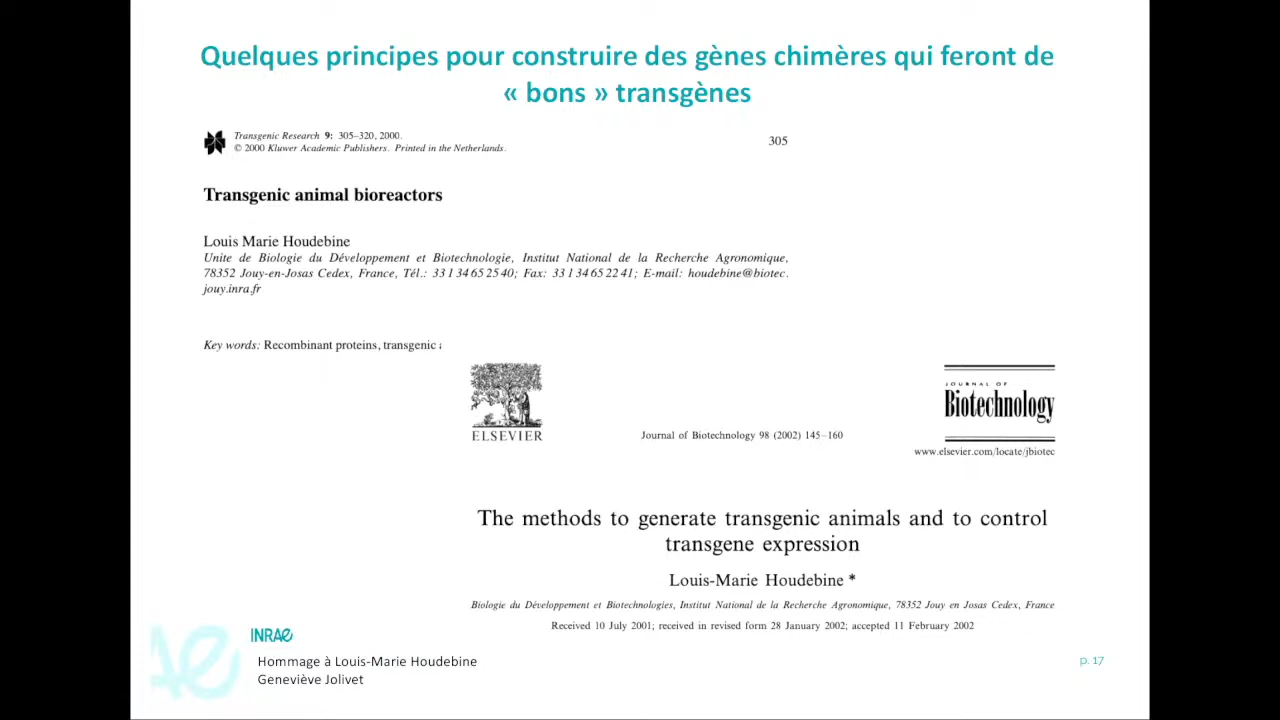 Quelques principes pour construire des gènes chimères qui feront de
« bons » transgènes
Transgenic Research 9: 305–320, 2000.
© 2000 Kluwer Academic Publishers. Printed in the Netherlands.
305
Transgenic animal bioreactors
Louis Marie Houdebine
Unite de Biologie du Développement et Biotechnologie, Institut National de la Recherche Agronomique,
78352 Jouy-en-Josas Cedex, France, Tél.: 33 1 34 65 25 40; Fax: 33 1 34 65 22 41; E-mail: houdebine@biotec.
jouy.inra.fr
Key words: Recombinant proteins, transgenic
ELSEVIER
Journal of Biotechnology 98 (2002) 145–160
JOURNAL OF
Biotechnology
www.elsevier.com/locate/jbiotec
The methods to generate transgenic animals and to control
transgene expression
Louis-Marie Houdebine *
Biologie du Développement et Biotechnologies, Institut National de la Recherche Agronomique, 78352 Jouy en Josas Cedex, France
Received 10 July 2001; received in revised form 28 January 2002; accepted 11 February 2002
INRAE
Hommage à Louis-Marie Houdebine
Geneviève Jolivet
p. 17